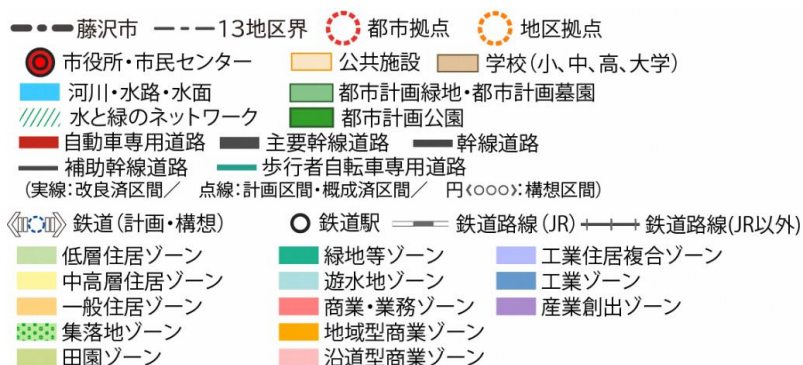 藤沢市 13地区界 都市拠点 地区拠点
市役所・市民センター 公共施設 学校(小、中、高、大学)
河川・水路・水面 都市計画緑地・都市計画墓園
水と緑のネットワーク 都市計画公園
自動車専用道路 主要幹線道路 幹線道路
補助幹線道路 歩行者自転車専用道路
(実線:改良済区間/ 点線:計画区間・概成済区間/ 円《○○○》:構想区間)
鉄道(計画・構想) 鉄道駅 鉄道路線(JR) 鉄道路線(JR以外)
低層住居ゾーン 緑地等ゾーン 工業住居複合ゾーン
中高層住居ゾーン 遊水地ゾーン 工業ゾーン
一般住居ゾーン 商業・業務ゾーン 産業創出ゾーン
集落地ゾーン 地域型商業ゾーン
田園ゾーン 沿道型商業ゾーン